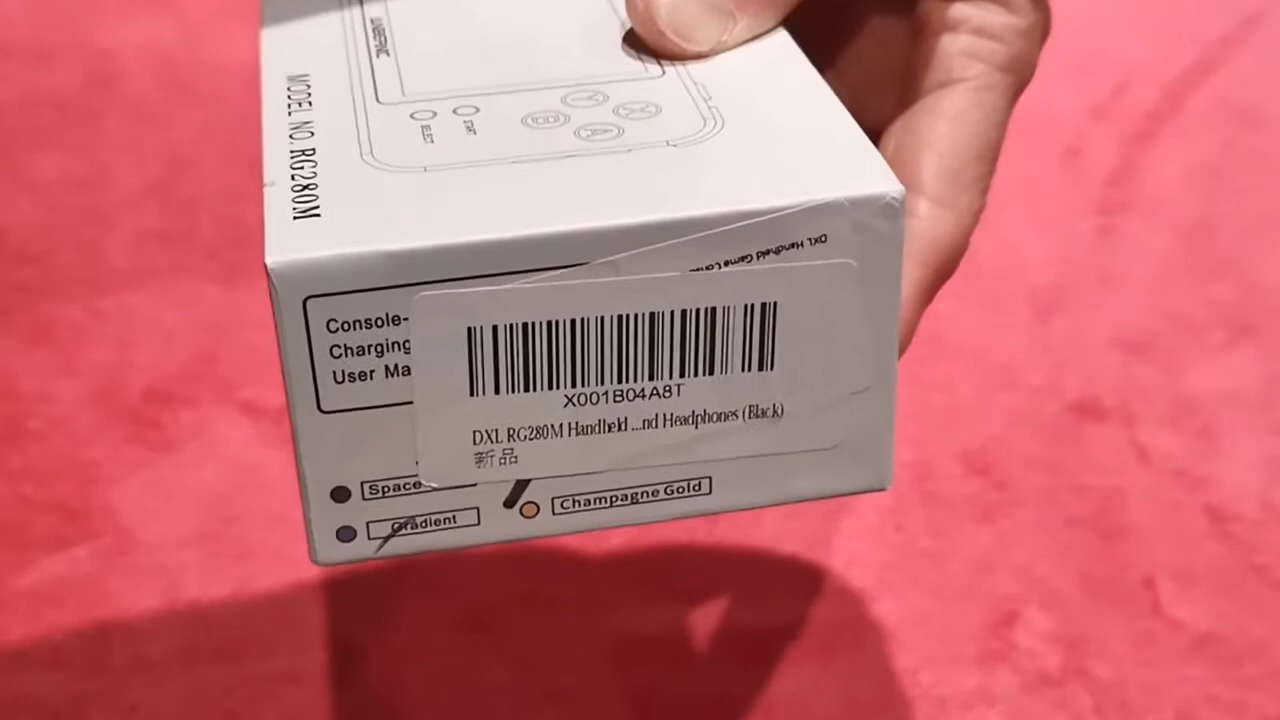 ANBERNIC
MODEL NO. RG280M
SELECT
START
Y
X
B
A
DXL Handheld Game
Console-
Charging
User Ma
X001B04A8T
DXL RG280M Handheld ...nd Headphones (Black)
新品
Space
Gradient
Champagne Gold